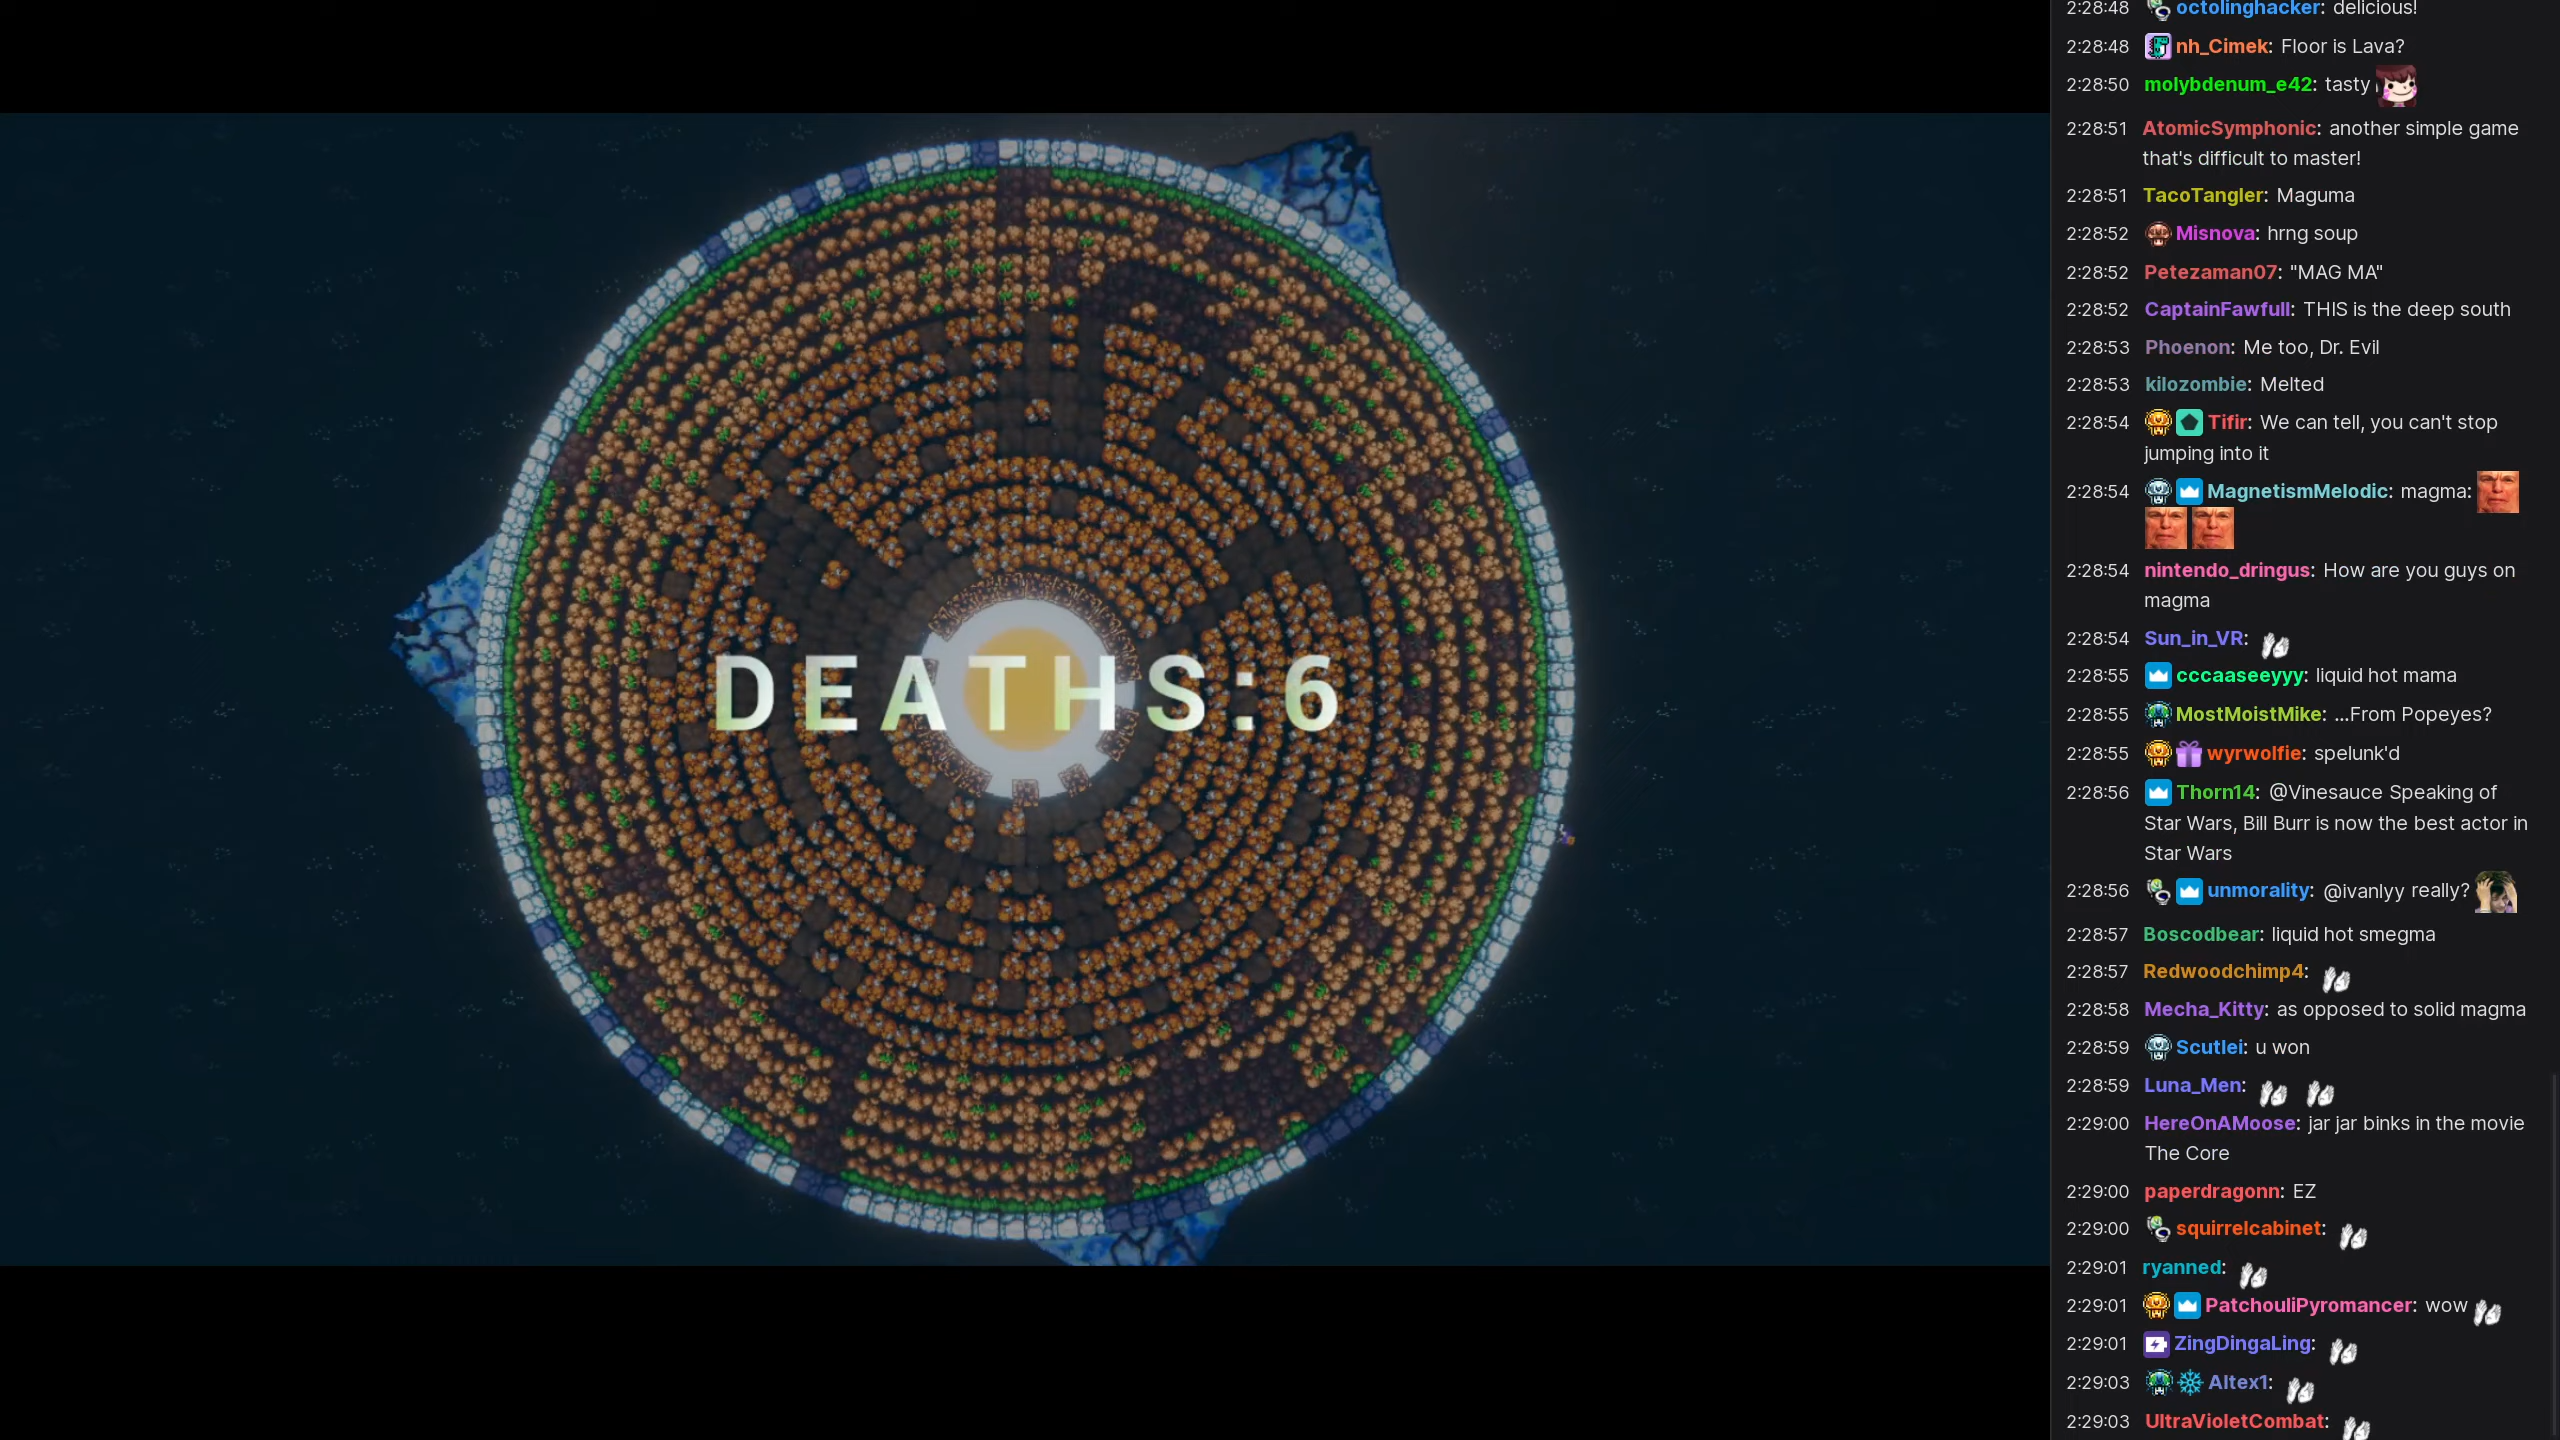 DEATHS:6
2:28:48 octolinghacker: delicious!
2:28:48 nh_Cimek: Floor is Lava?
2:28:50 molybdenum_e42: tasty
2:28:51 AtomicSymphonic: another simple game
that's difficult to master!
2:28:51 TacoTangler: Maguma
2:28:52 Misnova: hrng soup
2:28:52 Petezaman07: "MAG MA"
2:28:52 CaptainFawfull: THIS is the deep south
2:28:53 Phoenon: Me too, Dr. Evil
2:28:53 kilozombie: Melted
2:28:54 Tifir: We can tell, you can't stop
jumping into it
2:28:54 MagnetismMelodic: magma:
2:28:54 nintendo_dringus: How are you guys on
magma
2:28:54 Sun_in_VR:
2:28:55 cccaaseeyyy: liquid hot mama
2:28:55 MostMoistMike: ...From Popeyes?
2:28:55 wyrwolfie: spelunk'd
2:28:56 Thorn14: @Vinesauce Speaking of
Star Wars, Bill Burr is now the best actor in
Star Wars
2:28:56 unmorality: @ivanlyy really?
2:28:57 Boscodbear: liquid hot smegma
2:28:57 Redwoodchimp4:
2:28:58 Mecha_Kitty: as opposed to solid magma
2:28:59 Scutlei: u won
2:28:59 Luna_Men:
2:29:00 HereOnAMoose: jar jar binks in the movie
The Core
2:29:00 paperdragonn: EZ
2:29:00 squirrelcabinet:
2:29:01 ryanned:
2:29:01 PatchouliPyromancer: wow
2:29:01 ZingDingaLing:
2:29:03 Altex1:
2:29:03 UltraVioletCombat: